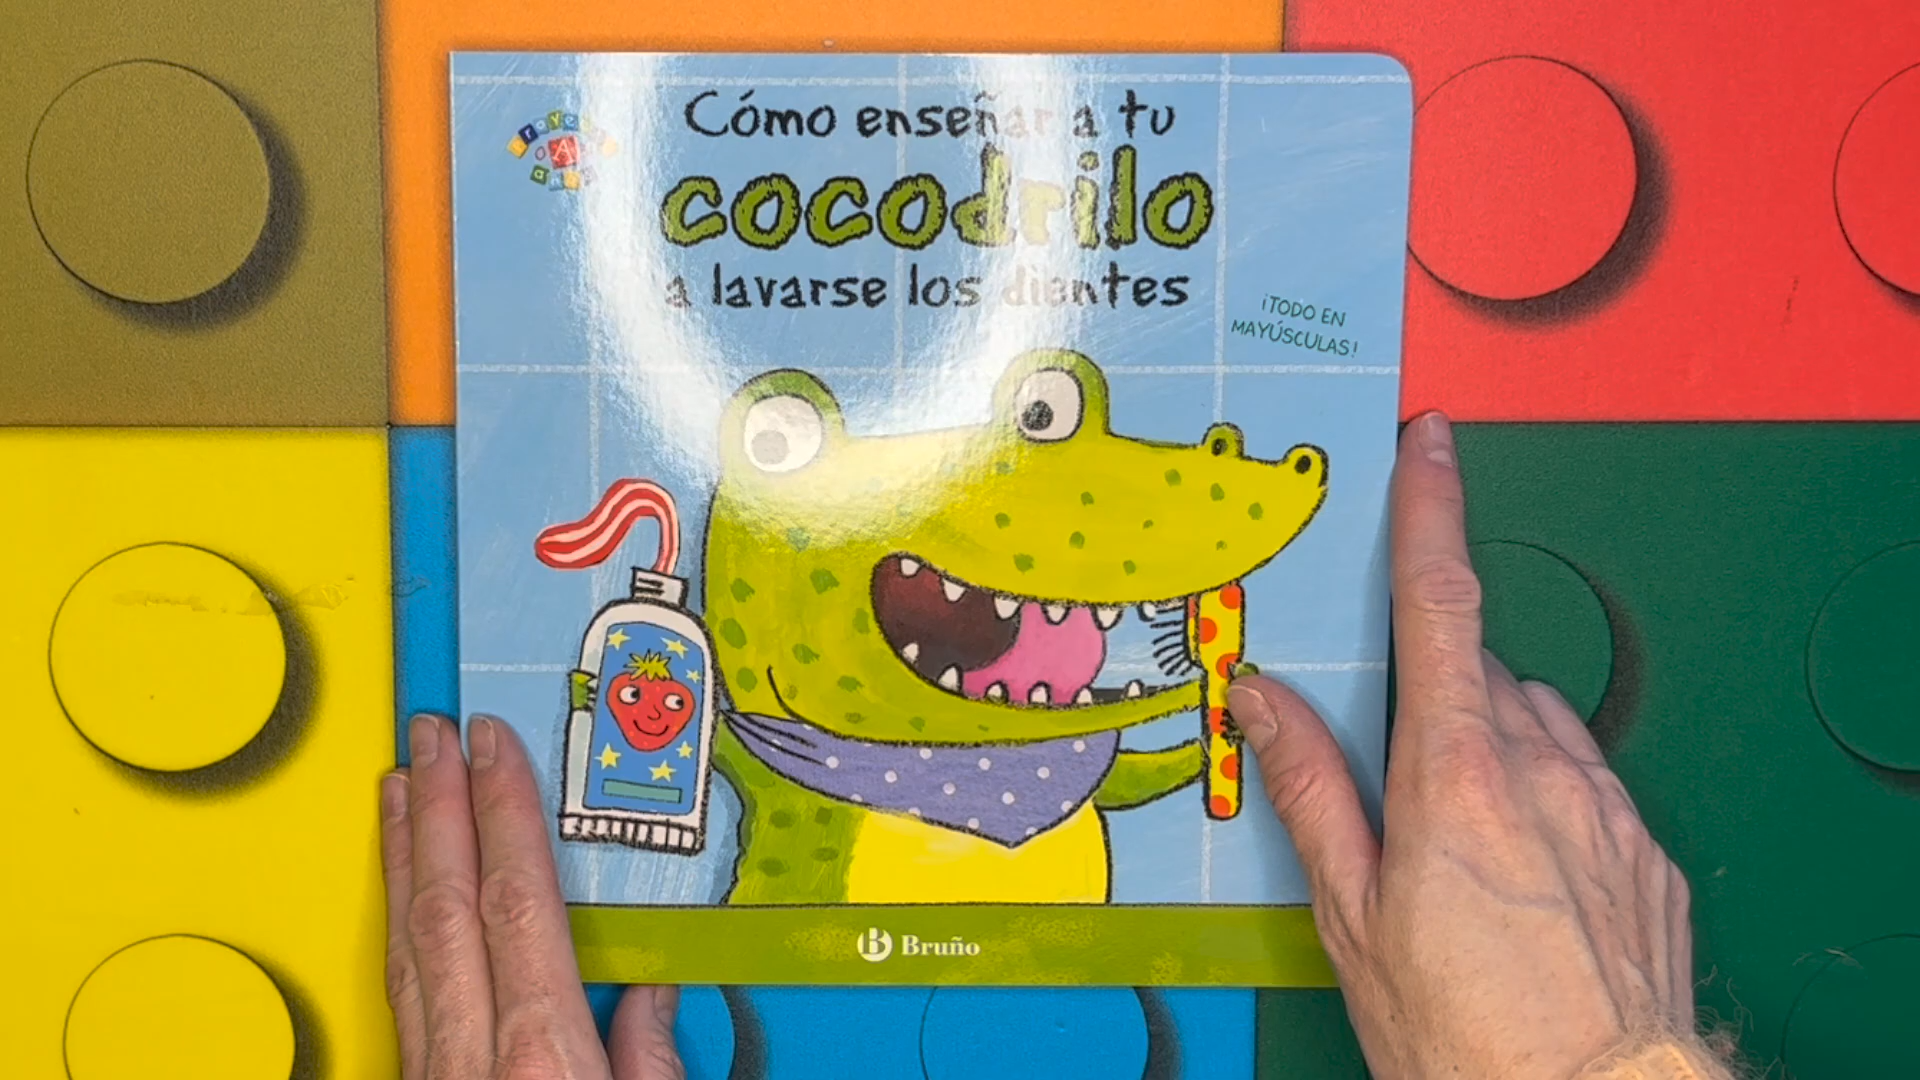 Cómo enseñar a tu
cocodrilo
a lavarse los dientes
¡TODO EN
MAYÚSCULAS!
B Bruño